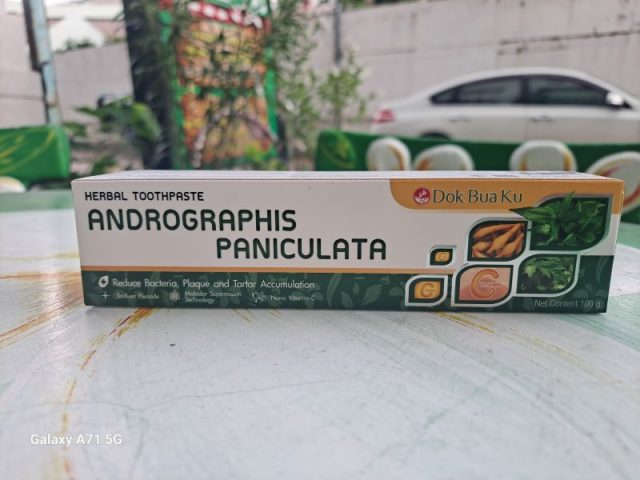 HERBAL TOOTHPASTE
Dok Bua Ku
ANDROGRAPHIS
PANICULATA
Reduce Bacteria, Plaque and Tartar Accumulation
Sodium Fluoride
Malodor Suppression
Technology
Nano Vitamin C
C
Net Content 100 g
Galaxy A71 5G